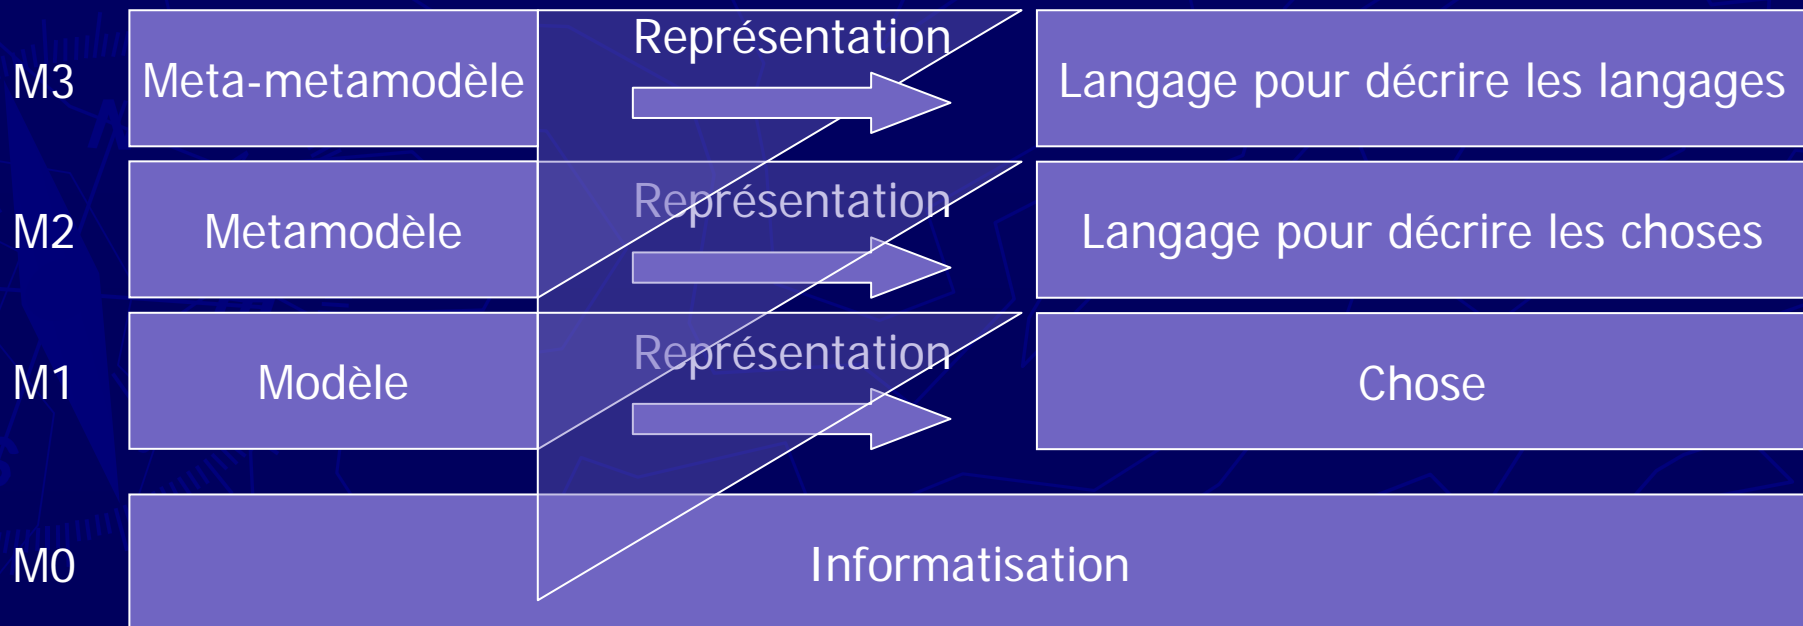 M3
Meta-metamodèle
Représentation
Langage pour décrire les langages
M2
Metamodèle
Représentation
Langage pour décrire les choses
M1
Modèle
Représentation
Chose
M0
Informatisation
N
S